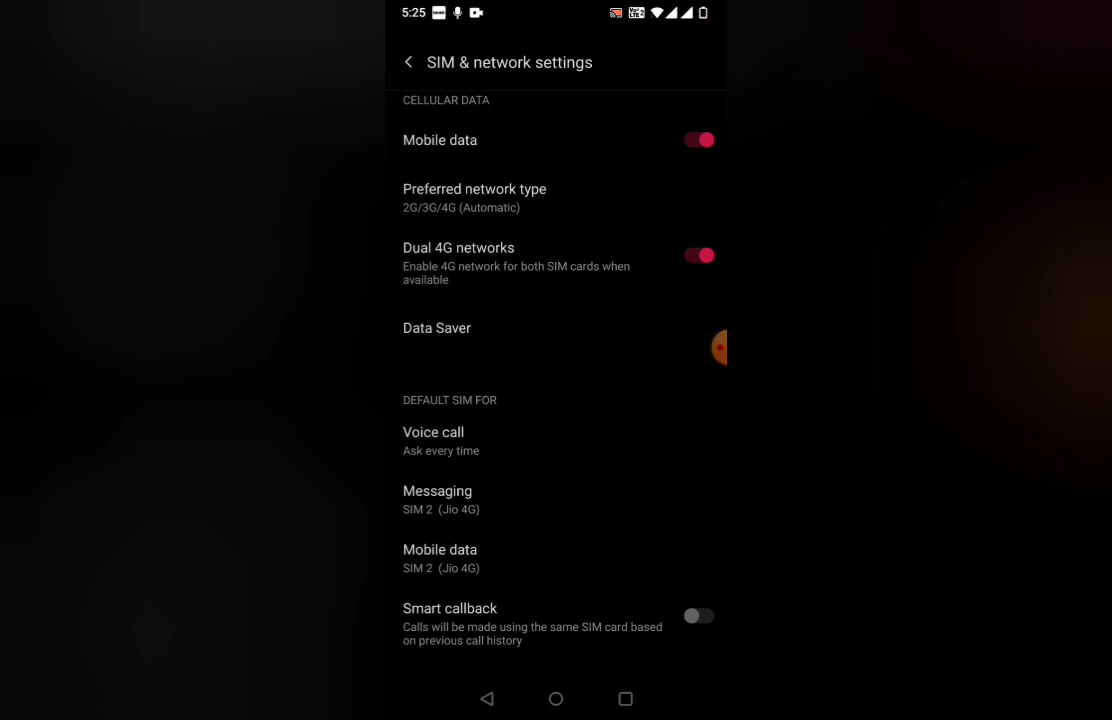 5:25
SIM & network settings
CELLULAR DATA
Mobile data
Preferred network type
2G/3G/4G (Automatic)
Dual 4G networks
Enable 4G network for both SIM cards when
available
Data Saver
DEFAULT SIM FOR
Voice call
Ask every time
Messaging
SIM 2  (Jio 4G)
Mobile data
SIM 2  (Jio 4G)
Smart callback
Calls will be made using the same SIM card based
on previous call history